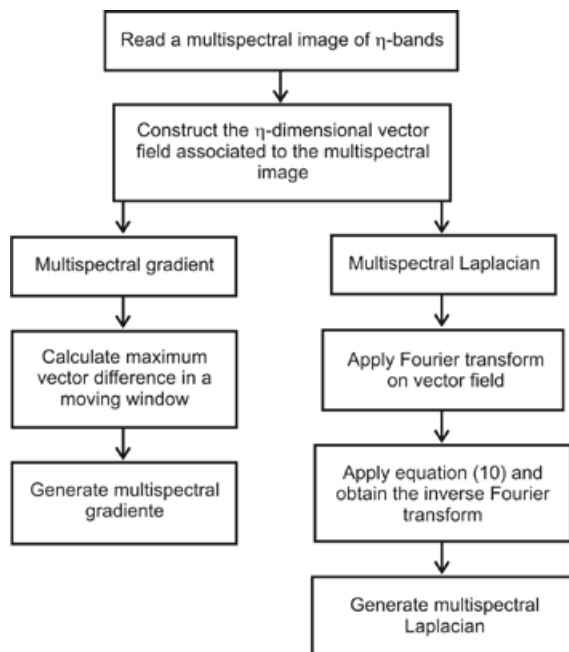 Read a multispectral image of η-bands
Construct the η-dimensional vector
field associated to the multispectral
image
Multispectral gradient
Calculate maximum
vector difference in a
moving window
Generate multispectral
gradiente
Multispectral Laplacian
Apply Fourier transform
on vector field
Apply equation (10) and
obtain the inverse Fourier
transform
Generate multispectral
Laplacian